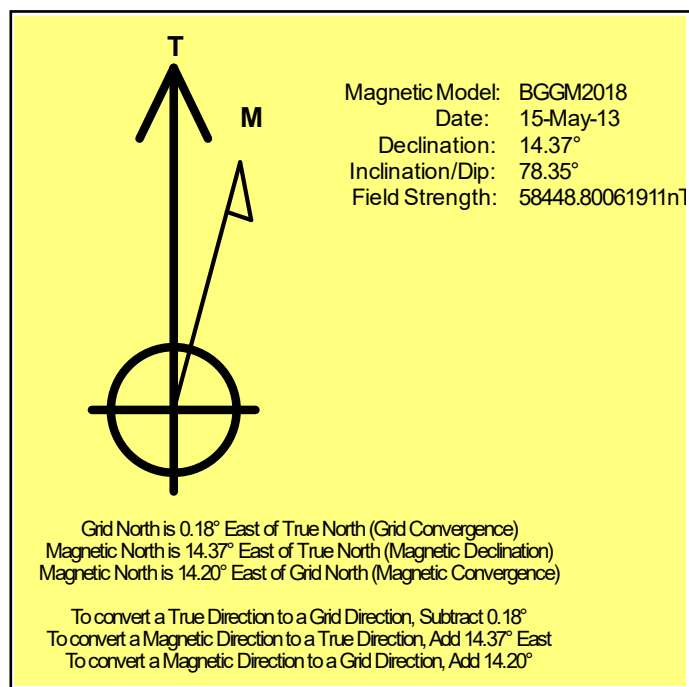 T
M
Magnetic Model: BGGM2018
Date: 15-May-13
Declination: 14.37°
Inclination/Dip: 78.35°
Field Strength: 58448.80061911nT
Grid North is 0.18° East of True North (Grid Convergence)
Magnetic North is 14.37° East of True North (Magnetic Declination)
Magnetic North is 14.20° East of Grid North (Magnetic Convergence)
To convert a True Direction to a Grid Direction, Subtract 0.18°
To convert a Magnetic Direction to a True Direction, Add 14.37° East
To convert a Magnetic Direction to a Grid Direction, Add 14.20°